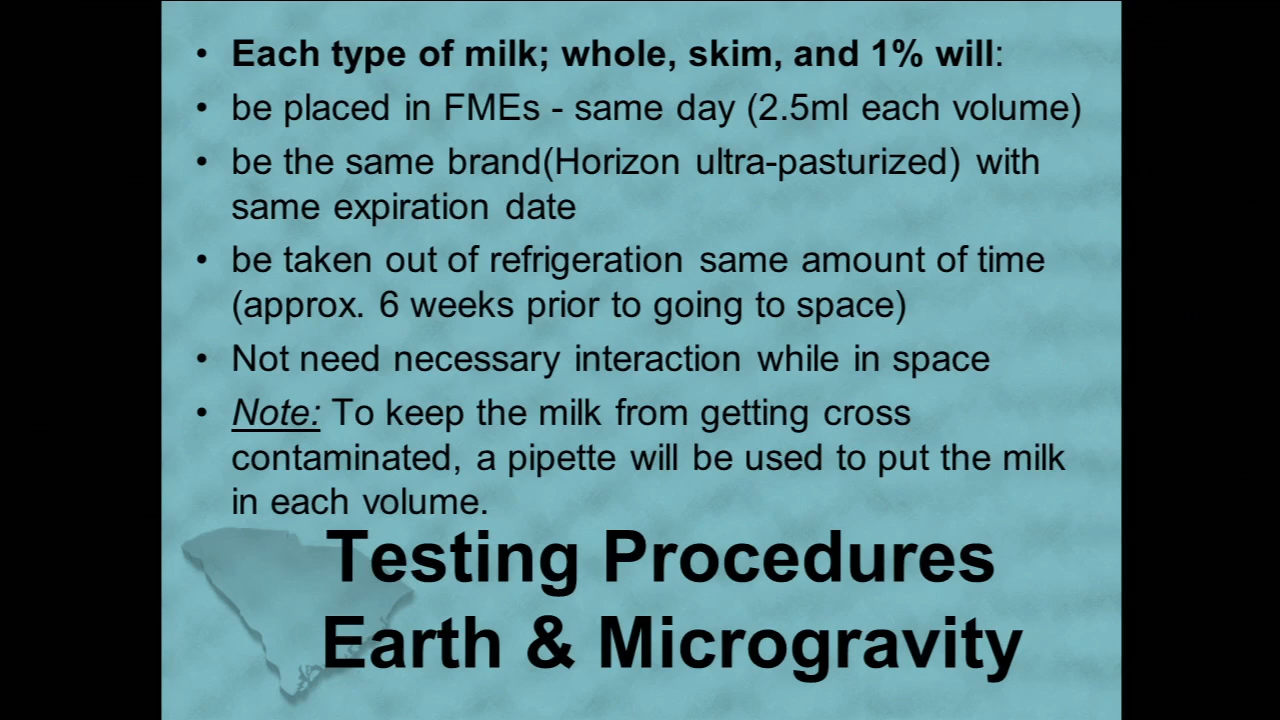 • Each type of milk; whole, skim, and 1% will:
• be placed in FMEs - same day (2.5ml each volume)
• be the same brand(Horizon ultra-pasturized) with
same expiration date
• be taken out of refrigeration same amount of time
(approx. 6 weeks prior to going to space)
• Not need necessary interaction while in space
• Note: To keep the milk from getting cross
contaminated, a pipette will be used to put the milk
in each volume.
Testing Procedures
Earth & Microgravity